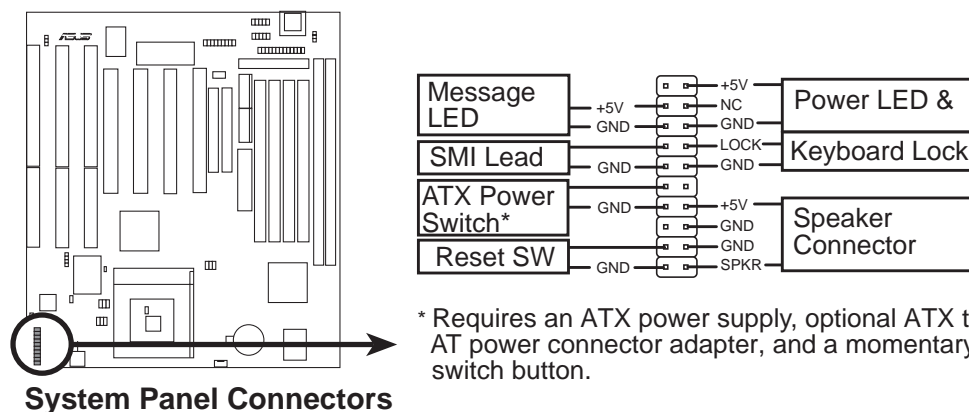 ASUS
Message
LED
+5V
GND
SMI Lead
GND
ATX Power
Switch*
GND
Reset SW
GND
+5V
NC
GND
LOCK
GND
+5V
GND
GND
SPKR
Power LED &
Keyboard Lock
Speaker
Connector
* Requires an ATX power supply, optional ATX t
AT power connector adapter, and a momentary
switch button.
System Panel Connectors